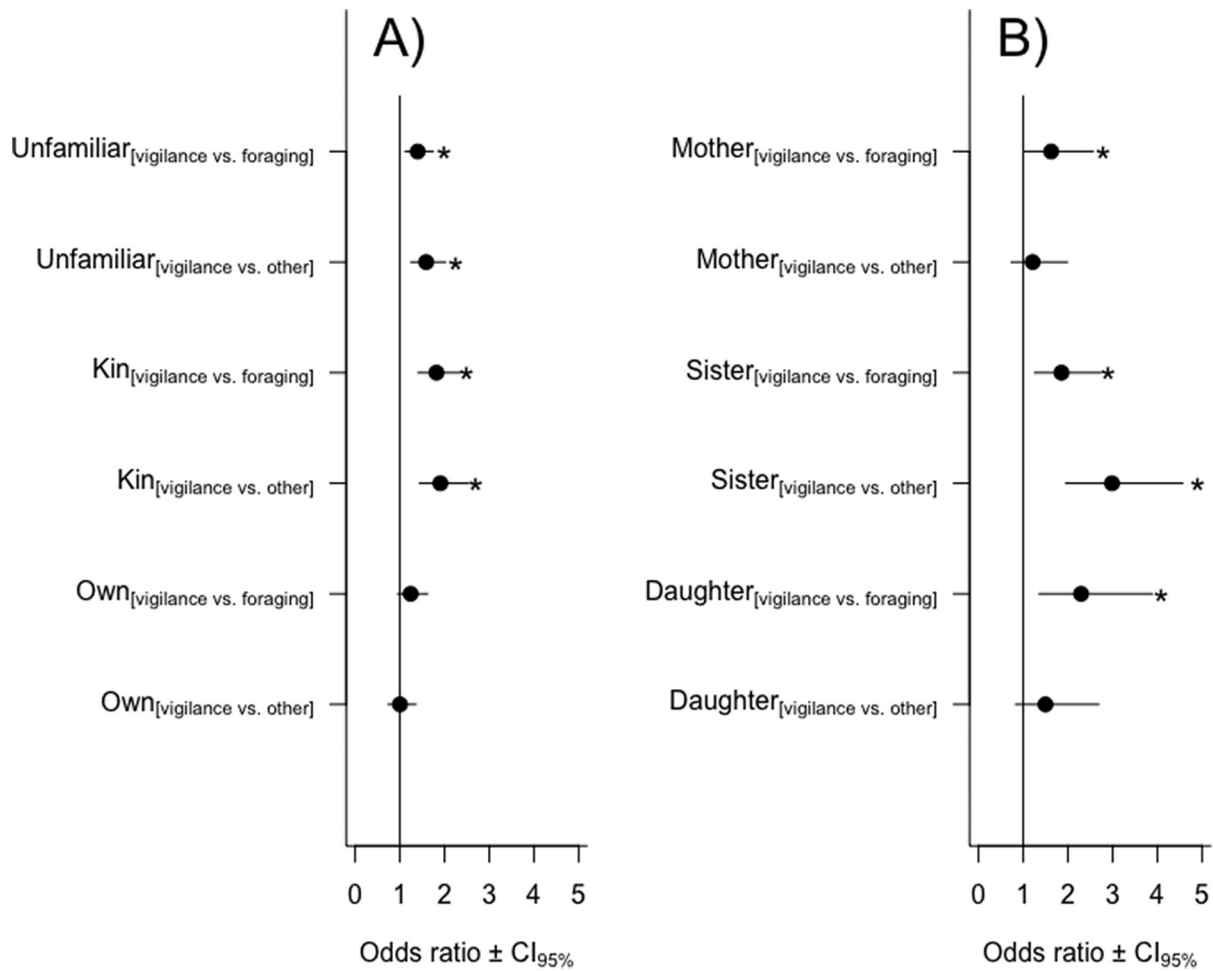 A)
Unfamiliar[vigilance vs. foraging] *
Unfamiliar[vigilance vs. other] *
Kin[vigilance vs. foraging] *
Kin[vigilance vs. other] *
Own[vigilance vs. foraging]
Own[vigilance vs. other]
0 1 2 3 4 5
Odds ratio ± CI95%
B)
Mother[vigilance vs. foraging] *
Mother[vigilance vs. other]
Sister[vigilance vs. foraging] *
Sister[vigilance vs. other] *
Daughter[vigilance vs. foraging] *
Daughter[vigilance vs. other]
0 1 2 3 4 5
Odds ratio ± CI95%